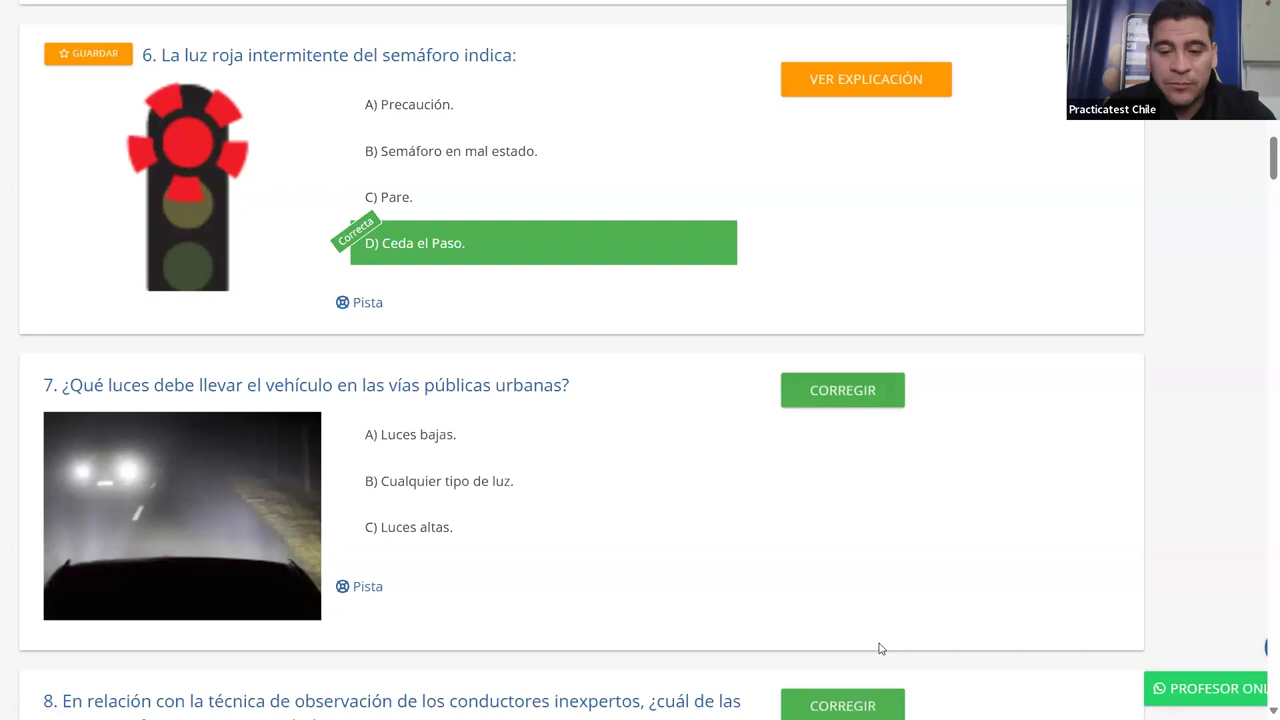 GUARDAR
6. La luz roja intermitente del semáforo indica:
VER EXPLICACIÓN
A) Precaución.
B) Semáforo en mal estado.
C) Pare.
Correcta
D) Ceda el Paso.
Pista
Practicatest Chile
7. ¿Qué luces debe llevar el vehículo en las vías públicas urbanas?
CORREGIR
A) Luces bajas.
B) Cualquier tipo de luz.
C) Luces altas.
Pista
PROFESOR ONL
8. En relación con la técnica de observación de los conductores inexpertos, ¿cuál de las
CORREGIR